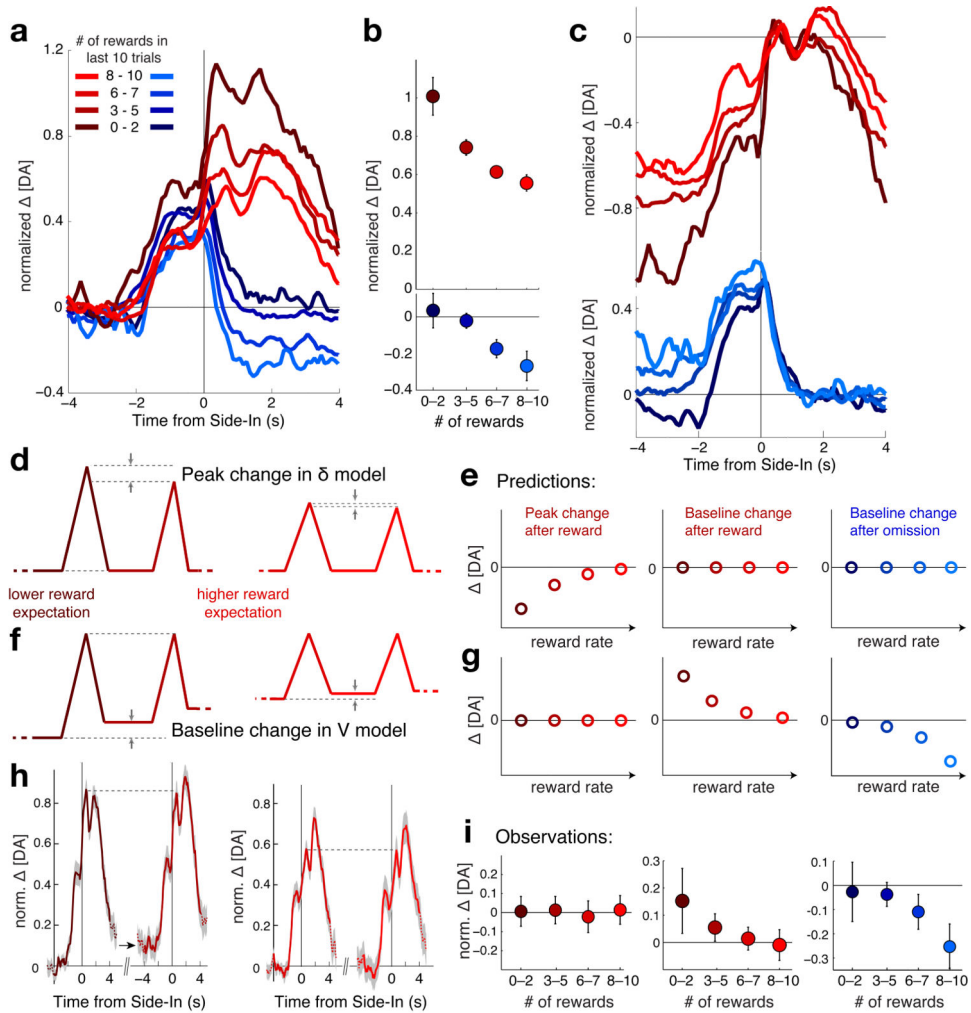 a
# of rewards in
last 10 trials
8 - 10
6 - 7
3 - 5
0 - 2
normalized Δ [DA]
1.2
0.8
0.4
0
−0.4
−4 −2 0 2 4
Time from Side-In (s)
b
normalized Δ [DA]
1
0.8
0.6
0.4
0.2
0
0
−0.2
−0.4
0−2 3−5 6−7 8−10
# of rewards
c
normalized Δ [DA]
0
−0.4
−0.8
normalized Δ [DA]
0.4
0
−4 −2 0 2 4
Time from Side-In (s)
d
Peak change in δ model
lower reward
expectation
higher reward
expectation
e Predictions:
Peak change
after reward
Baseline change
after reward
Baseline change
after omission
Δ [DA]
0 0 0
reward rate reward rate reward rate
f
Baseline change in V model
g
Δ [DA]
0 0 0
reward rate reward rate reward rate
h
norm. Δ [DA]
0.8
0.6
0.4
0.2
0
0 4 −4 0 4
Time from Side-In (s)
norm. Δ [DA]
0.8
0.6
0.4
0.2
0
0 4 −4 0 4
Time from Side-In (s)
i Observations:
norm. Δ [DA]
0.2
0.1
0
−0.1
−0.2
0−2 3−5 6−7 8−10
# of rewards
0.3
0.2
0.1
0
0−2 3−5 6−7 8−10
# of rewards
0.1
0
−0.1
−0.2
−0.3
0−2 3−5 6−7 8−10
# of rewards